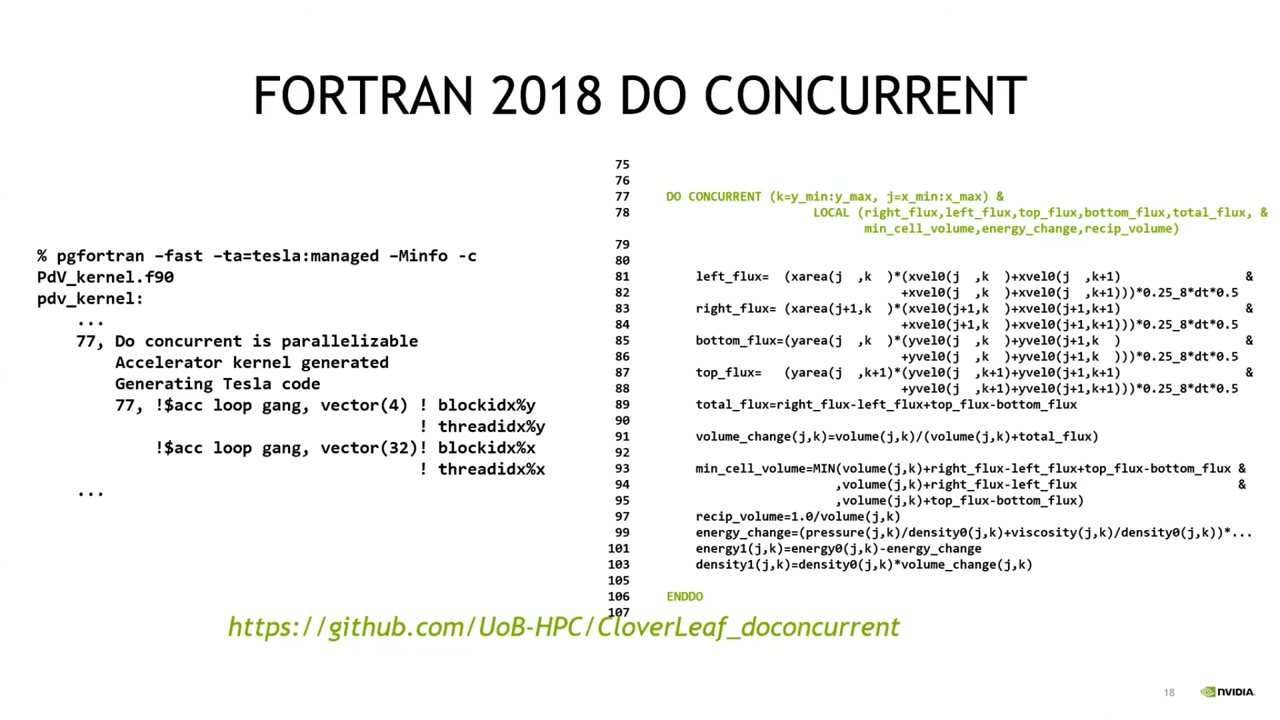 FORTRAN 2018 DO CONCURRENT
% pgfortran –fast –ta=tesla:managed –Minfo -c
PdV_kernel.f90
pdv_kernel:
...
77, Do concurrent is parallelizable
Accelerator kernel generated
Generating Tesla code
77, !$acc loop gang, vector(4) ! blockidx%y
! threadidx%y
!$acc loop gang, vector(32)! blockidx%x
! threadidx%x
...
75
76
77 DO CONCURRENT (k=y_min:y_max, j=x_min:x_max) &
78 LOCAL (right_flux,left_flux,top_flux,bottom_flux,total_flux, &
min_cell_volume,energy_change,recip_volume)
79
80
81 left_flux=  (xarea(j  ,k  )*(xvel0(j  ,k  )+xvel0(j  ,k+1) &
82 +xvel0(j  ,k  )+xvel0(j  ,k+1)))*0.25_8*dt*0.5
83 right_flux= (xarea(j+1,k  )*(xvel0(j+1,k  )+xvel0(j+1,k+1) &
84 +xvel0(j+1,k  )+xvel0(j+1,k+1)))*0.25_8*dt*0.5
85 bottom_flux=(yarea(j  ,k  )*(yvel0(j  ,k  )+yvel0(j+1,k  ) &
86 +yvel0(j  ,k  )+yvel0(j+1,k  )))*0.25_8*dt*0.5
87 top_flux=   (yarea(j  ,k+1)*(yvel0(j  ,k+1)+yvel0(j+1,k+1) &
88 +yvel0(j  ,k+1)+yvel0(j+1,k+1)))*0.25_8*dt*0.5
89 total_flux=right_flux-left_flux+top_flux-bottom_flux
90
91 volume_change(j,k)=volume(j,k)/(volume(j,k)+total_flux)
92
93 min_cell_volume=MIN(volume(j,k)+right_flux-left_flux+top_flux-bottom_flux &
94 ,volume(j,k)+right_flux-left_flux &
95 ,volume(j,k)+top_flux-bottom_flux)
97 recip_volume=1.0/volume(j,k)
99 energy_change=(pressure(j,k)/density0(j,k)+viscosity(j,k)/density0(j,k))*...
101 energy1(j,k)=energy0(j,k)-energy_change
103 density1(j,k)=density0(j,k)*volume_change(j,k)
105
106 ENDDO
107
https://github.com/UoB-HPC/CloverLeaf_doconcurrent
18 NVIDIA.